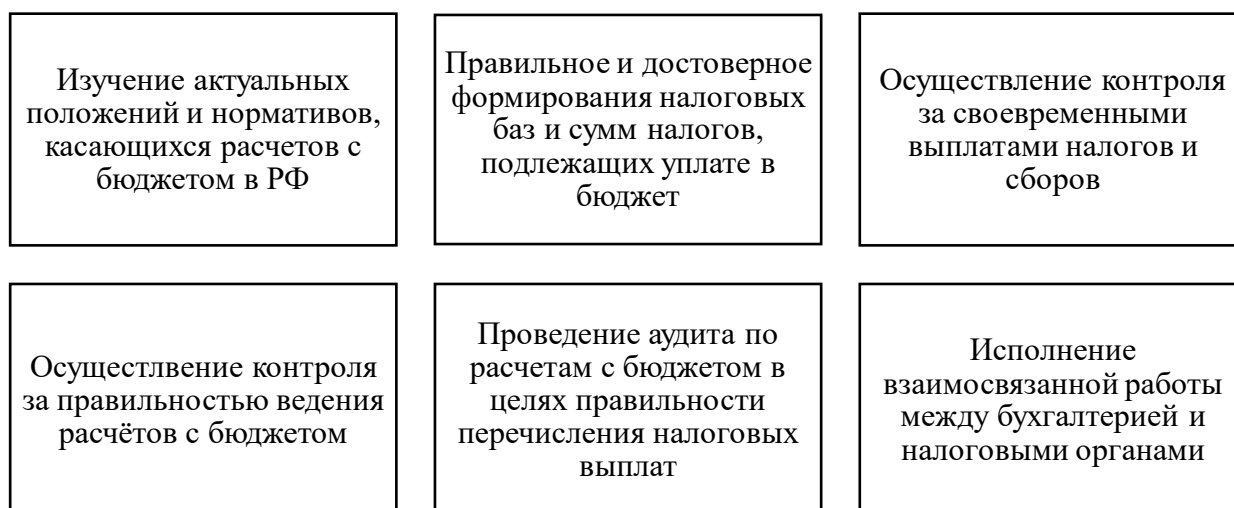 Изучение актуальных
положений и нормативов,
касающихся расчетов с
бюджетом в РФ
Правильное и достоверное
формирования налоговых
баз и сумм налогов,
подлежащих уплате в
бюджет
Осуществление контроля
за своевременными
выплатами налогов и
сборов
Осущестлвение контроля
за правильностью ведения
расчётов с бюджетом
Проведение аудита по
расчетам с бюджетом в
целях правильности
перечисления налоговых
выплат
Исполнение
взаимосвязанной работы
между бухгалтерией и
налоговыми органами